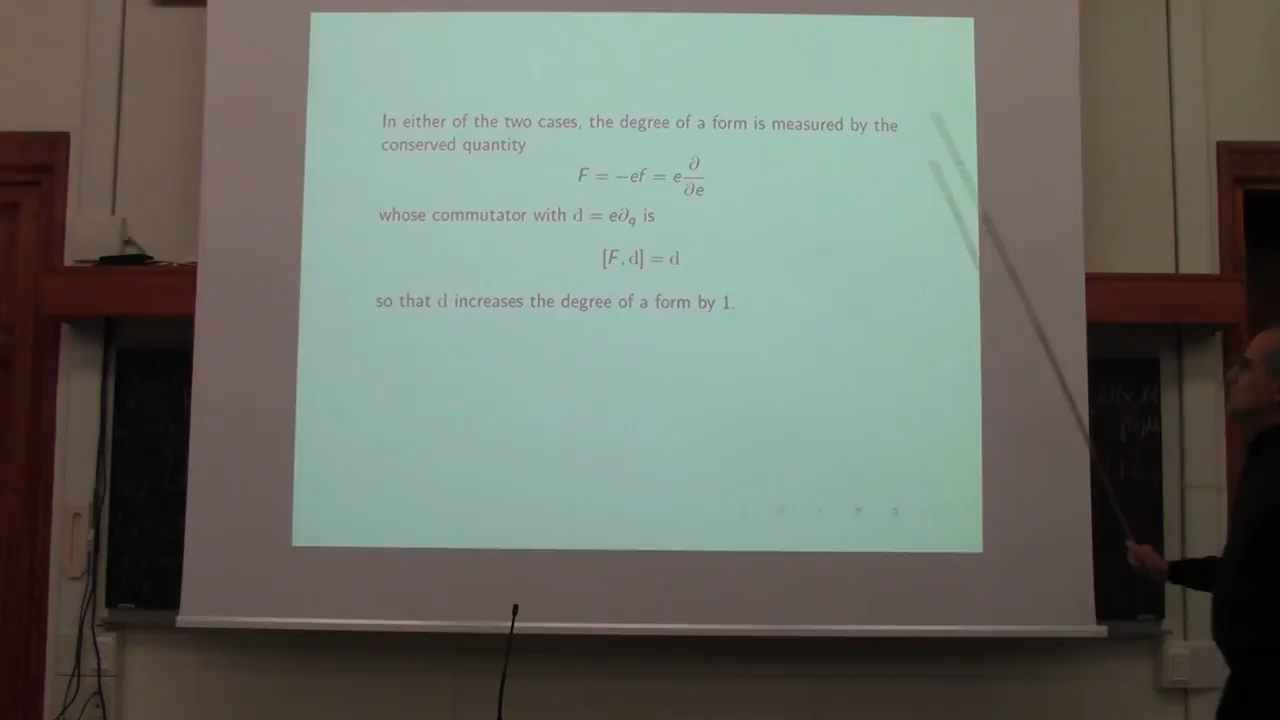 In either of the two cases, the degree of a form is measured by the
conserved quantity
F = −ef = e ∂/∂e
whose commutator with d = e∂_q is
[F, d] = d
so that d increases the degree of a form by 1.